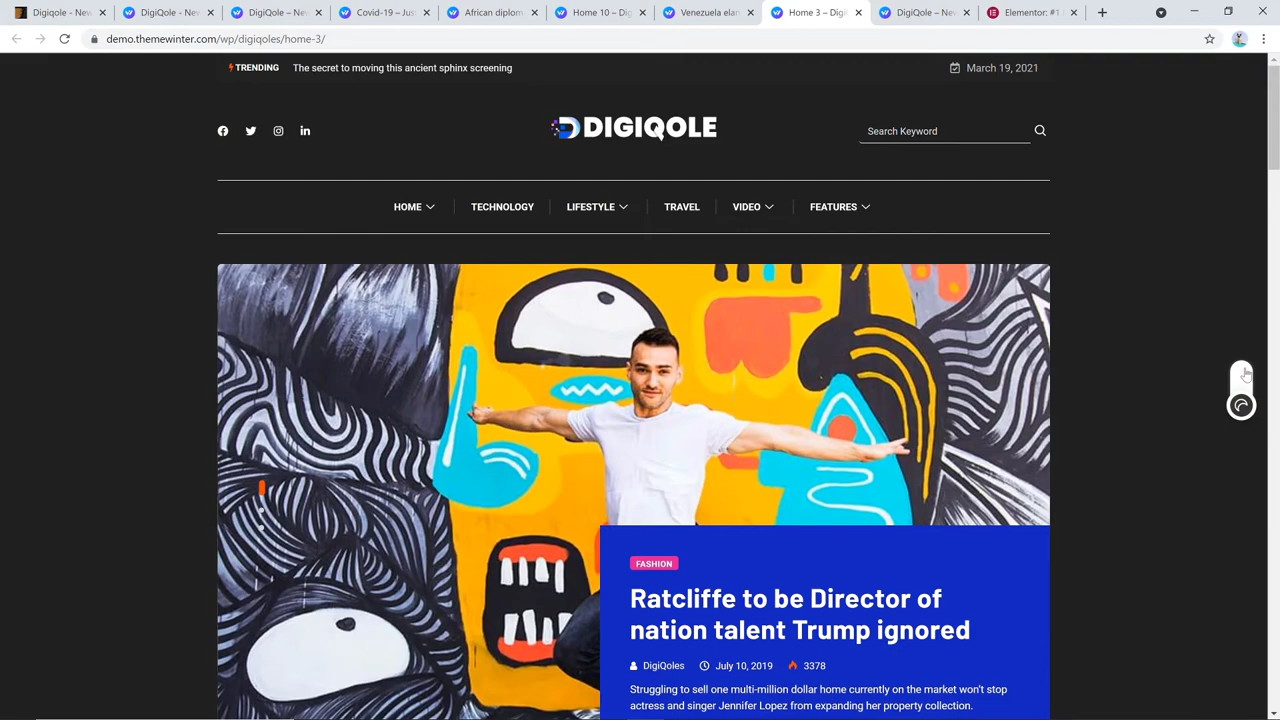 Digiqole - New
DigiQole - New
DigiQole – New
Covid-19 – Jus
African diplom
Home 10 – Dig
Venezuela elan
Home 3 – Digi
DigiQole – New
Elementor: #1
demo.themewinter.com/wp/digiqoles/home-3/
TRENDING The secret to moving this ancient sphinx screening
March 19, 2021
DIGIQOLE
Search Keyword
HOME
TECHNOLOGY
LIFESTYLE
TRAVEL
VIDEO
FEATURES
FASHION
Ratcliffe to be Director of
nation talent Trump ignored
DigiQoles July 10, 2019 3378
Struggling to sell one multi-million dollar home currently on the market won't stop
actress and singer Jennifer Lopez from expanding her property collection.